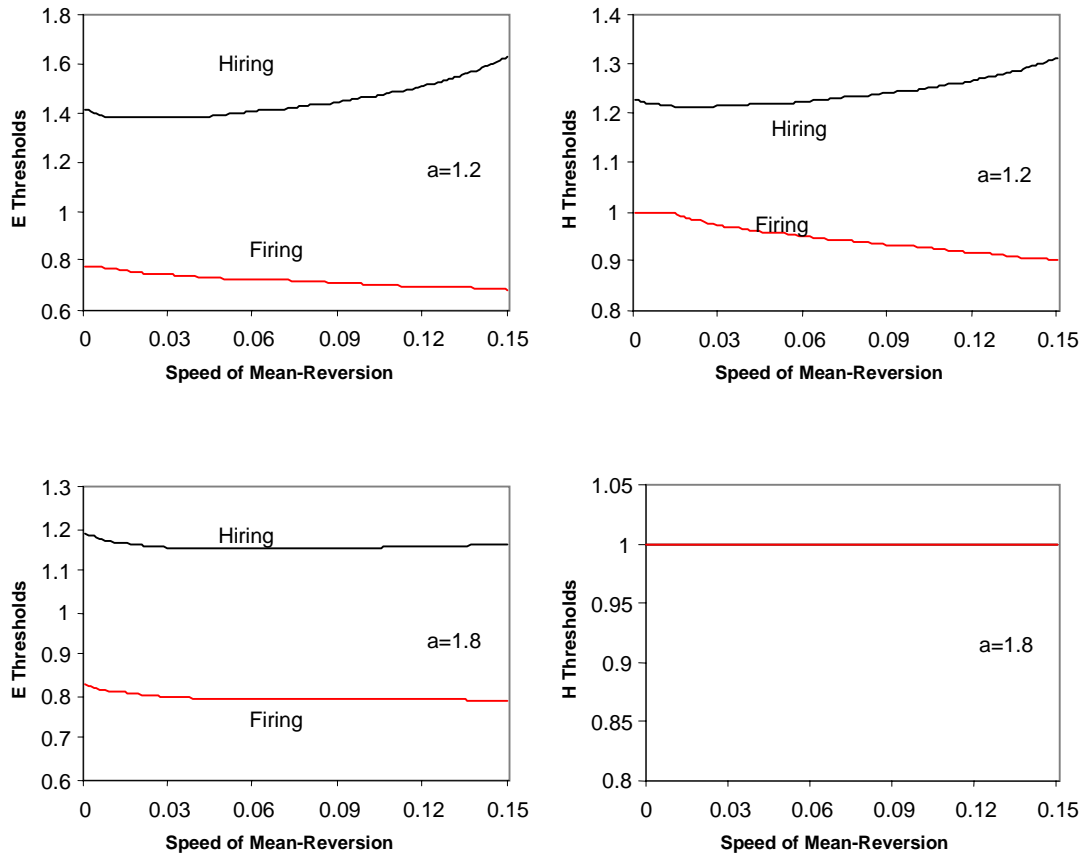 1.8
1.6
1.4
1.2
1
0.8
0.6
E Thresholds
Hiring
a=1.2
Firing
0 0.03 0.06 0.09 0.12 0.15
Speed of Mean-Reversion
1.4
1.3
1.2
1.1
1
0.9
0.8
H Thresholds
Hiring
a=1.2
Firing
0 0.03 0.06 0.09 0.12 0.15
Speed of Mean-Reversion
1.3
1.2
1.1
1
0.9
0.8
0.7
0.6
E Thresholds
Hiring
a=1.8
Firing
0 0.03 0.06 0.09 0.12 0.15
Speed of Mean-Reversion
1.05
1
0.95
0.9
0.85
0.8
H Thresholds
a=1.8
0 0.03 0.06 0.09 0.12 0.15
Speed of Mean-Reversion